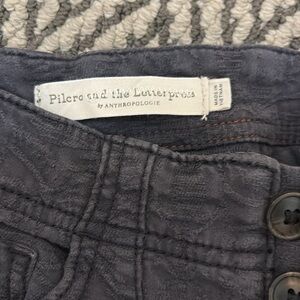 Pilcro and the Letterpress
by ANTHROPOLOGIE
MADE IN
VIETNAM